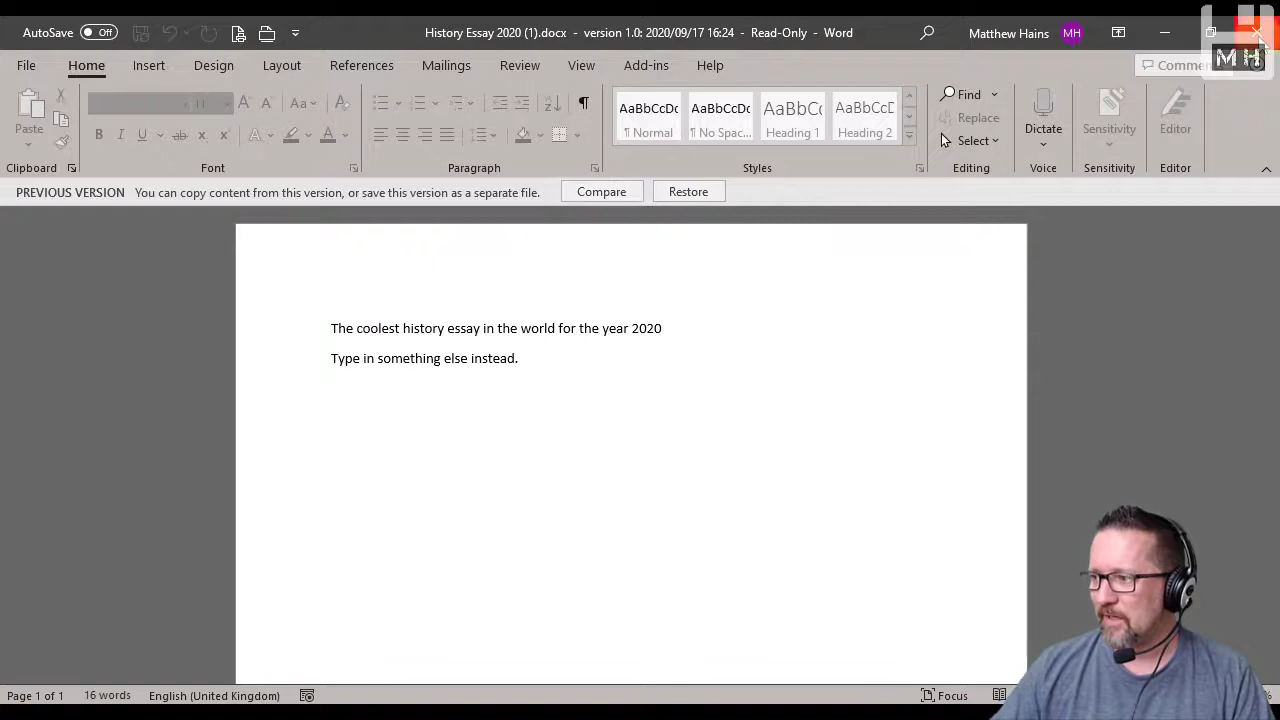 AutoSave Off History Essay 2020 (1).docx - version 1.0: 2020/09/17 16:24 - Read-Only - Word Matthew Hains MH
MH
File Home Insert Design Layout References Mailings Review View Add-ins Help
Paste
11 Aa
B I U ab x x A A
AaBbCcDc AaBbCcDc AaBbCc AaBbCcD
¶ Normal ¶ No Spac... Heading 1 Heading 2
Find
Replace
Select
Dictate
Sensitivity
Editor
Clipboard Font Paragraph Styles Editing Voice Sensitivity Editor
PREVIOUS VERSION You can copy content from this version, or save this version as a separate file. Compare Restore
The coolest history essay in the world for the year 2020
Type in something else instead.
Page 1 of 1 16 words English (United Kingdom) Focus